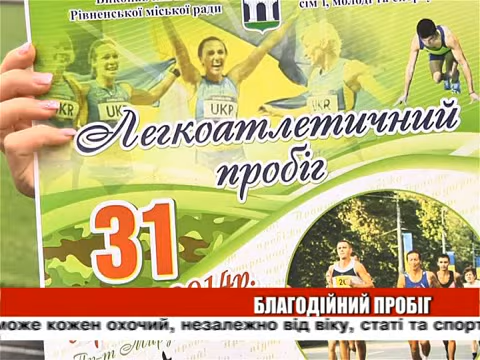 Рівненської міської ради
UKR
UKR
UKR
Легкоатлетичний
пробіг
31
БЛАГОДІЙНИЙ ПРОБІГ
може кожен охочий, незалежно від віку, статі та спорт